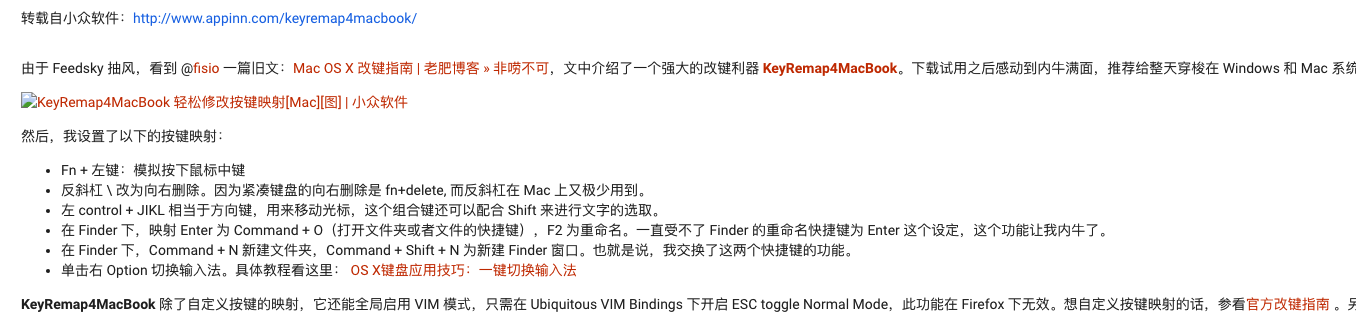 转载自小众软件：http://www.appinn.com/keyremap4macbook/
由于 Feedsky 抽风，看到 @fisio 一篇旧文：Mac OS X 改键指南 | 老肥博客 » 非唠不可，文中介绍了一个强大的改键利器 KeyRemap4MacBook。下载试用之后感动到内牛满面，推荐给整天穿梭在 Windows 和 Mac 系统
KeyRemap4MacBook 轻松修改按键映射[Mac][图] | 小众软件
然后，我设置了以下的按键映射：
• Fn + 左键：模拟按下鼠标中键
• 反斜杠 \ 改为向右删除。因为紧凑键盘的向右删除是 fn+delete, 而反斜杠在 Mac 上又极少用到。
• 左 control + JIKL 相当于方向键，用来移动光标，这个组合键还可以配合 Shift 来进行文字的选取。
• 在 Finder 下，映射 Enter 为 Command + O（打开文件夹或者文件的快捷键），F2 为重命名。一直受不了 Finder 的重命名快捷键为 Enter 这个设定，这个功能让我内牛了。
• 在 Finder 下，Command + N 新建文件夹，Command + Shift + N 为新建 Finder 窗口。也就是说，我交换了这两个快捷键的功能。
• 单击右 Option 切换输入法。具体教程看这里： OS X键盘应用技巧：一键切换输入法
KeyRemap4MacBook 除了自定义按键的映射，它还能全局启用 VIM 模式，只需在 Ubiquitous VIM Bindings 下开启 ESC toggle Normal Mode，此功能在 Firefox 下无效。想自定义按键映射的话，参看官方改键指南 。另